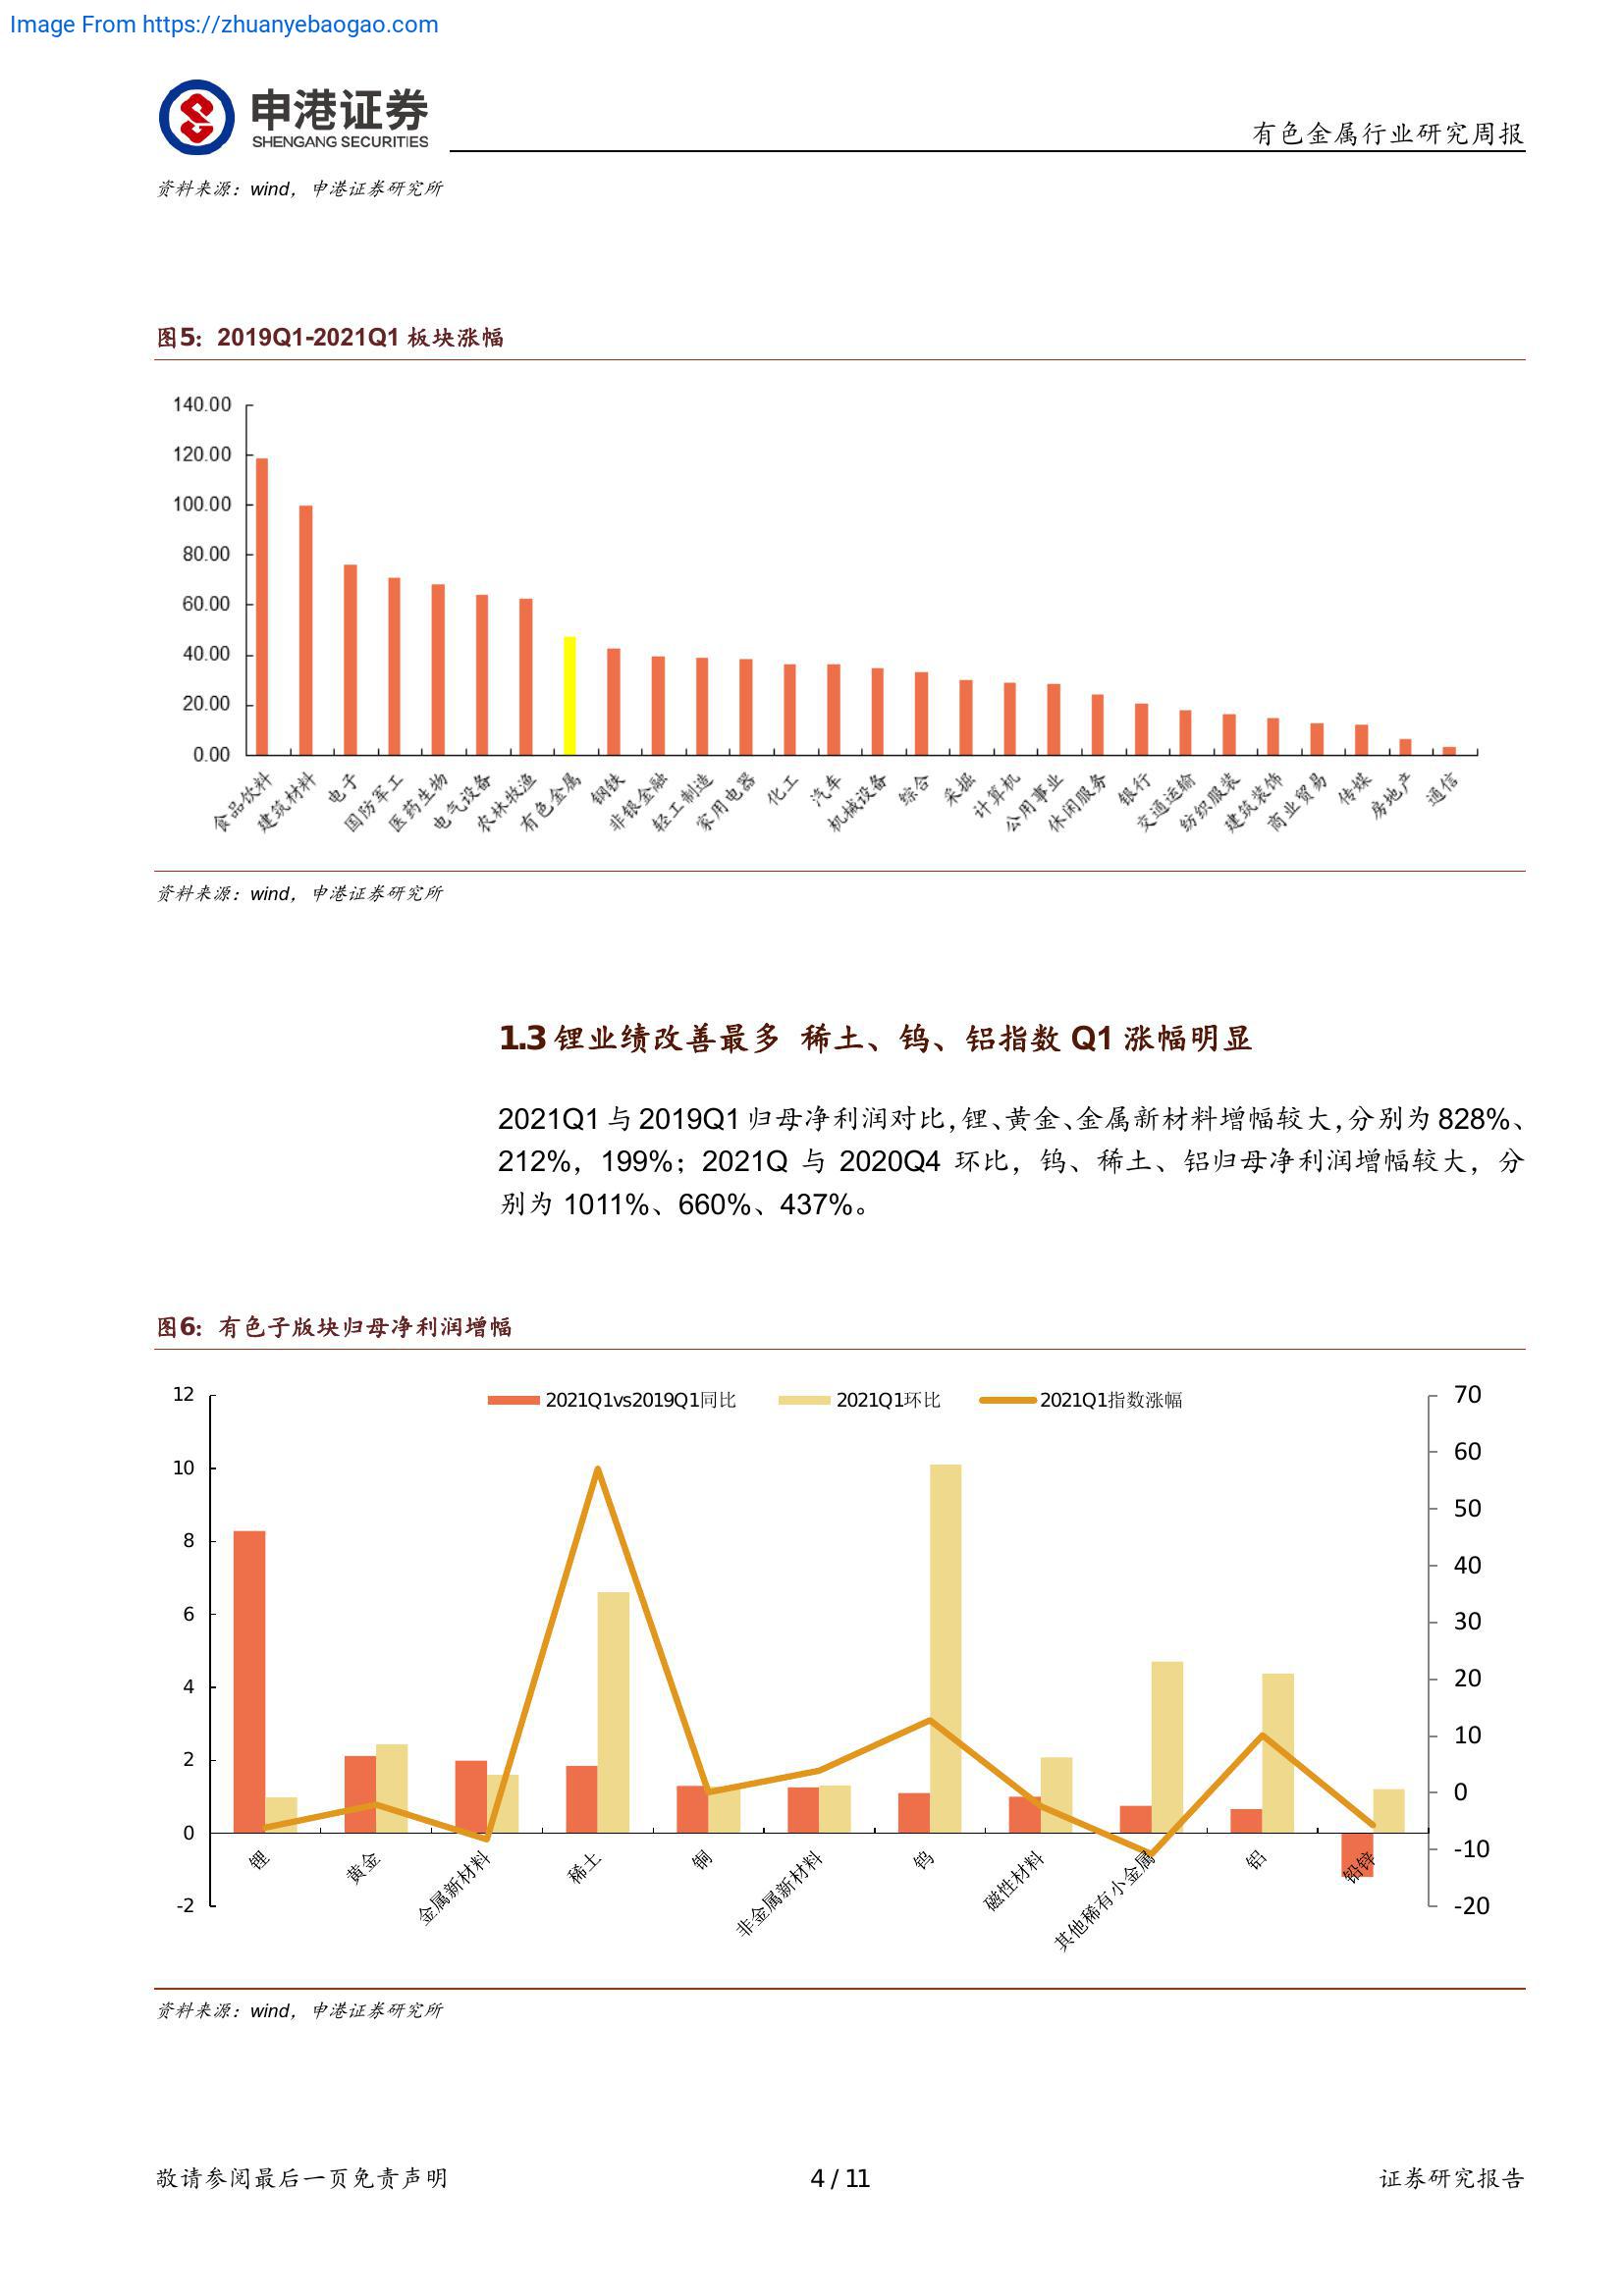 Image From https://zhuanyebaogao.com
申港证券
SHENGANG SECURITIES
有色金属行业研究周报
资料来源：wind，申港证券研究所
图5：2019Q1-2021Q1 板块涨幅
140.00
120.00
100.00
80.00
60.00
40.00
20.00
0.00
食品饮料 建筑材料 电子 国防军工 医药生物 电气设备 农林牧渔 有色金属 钢铁 非银金融 轻工制造 家用电器 化工 汽车 机械设备 综合 采掘 计算机 公用事业 休闲服务 银行 交通运输 纺织服装 建筑装饰 商业贸易 传媒 房地产 通信
资料来源：wind，申港证券研究所
1.3 锂业绩改善最多 稀土、钨、铝指数 Q1 涨幅明显
2021Q1 与 2019Q1 归母净利润对比，锂、黄金、金属新材料增幅较大，分别为 828%、
212%，199%；2021Q 与 2020Q4 环比，钨、稀土、铝归母净利润增幅较大，分
别为 1011%、660%、437%。
图6：有色子版块归母净利润增幅
2021Q1vs2019Q1同比 2021Q1环比 2021Q1指数涨幅
12
10
8
6
4
2
0
-2
70
60
50
40
30
20
10
0
-10
-20
锂 黄金 金属新材料 稀土 铜 非金属新材料 钨 磁性材料 其他稀有小金属 铝 铅锌
资料来源：wind，申港证券研究所
敬请参阅最后一页免责声明 4 / 11 证券研究报告